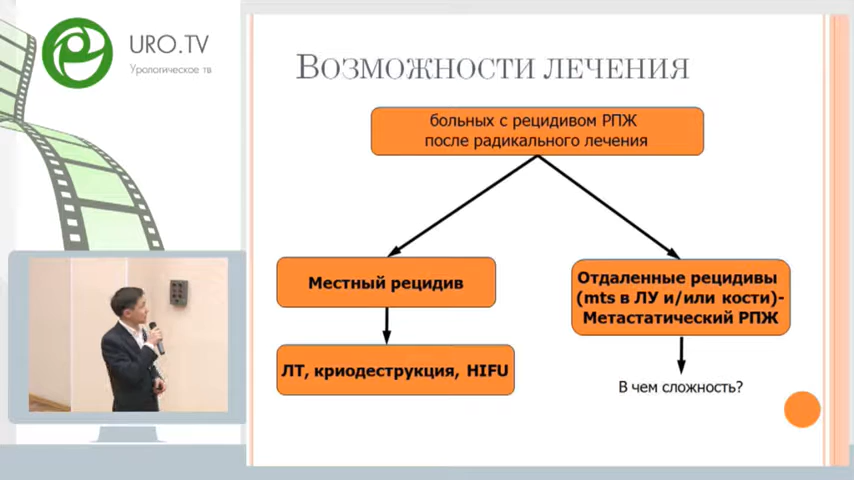 URO.TV
Урологическое тв
Возможности лечения
больных с рецидивом РПЖ
после радикального лечения
Местный рецидив
Отдаленные рецидивы
(mts в ЛУ и/или кости)-
Метастатический РПЖ
ЛТ, криодеструкция, HIFU
В чем сложность?